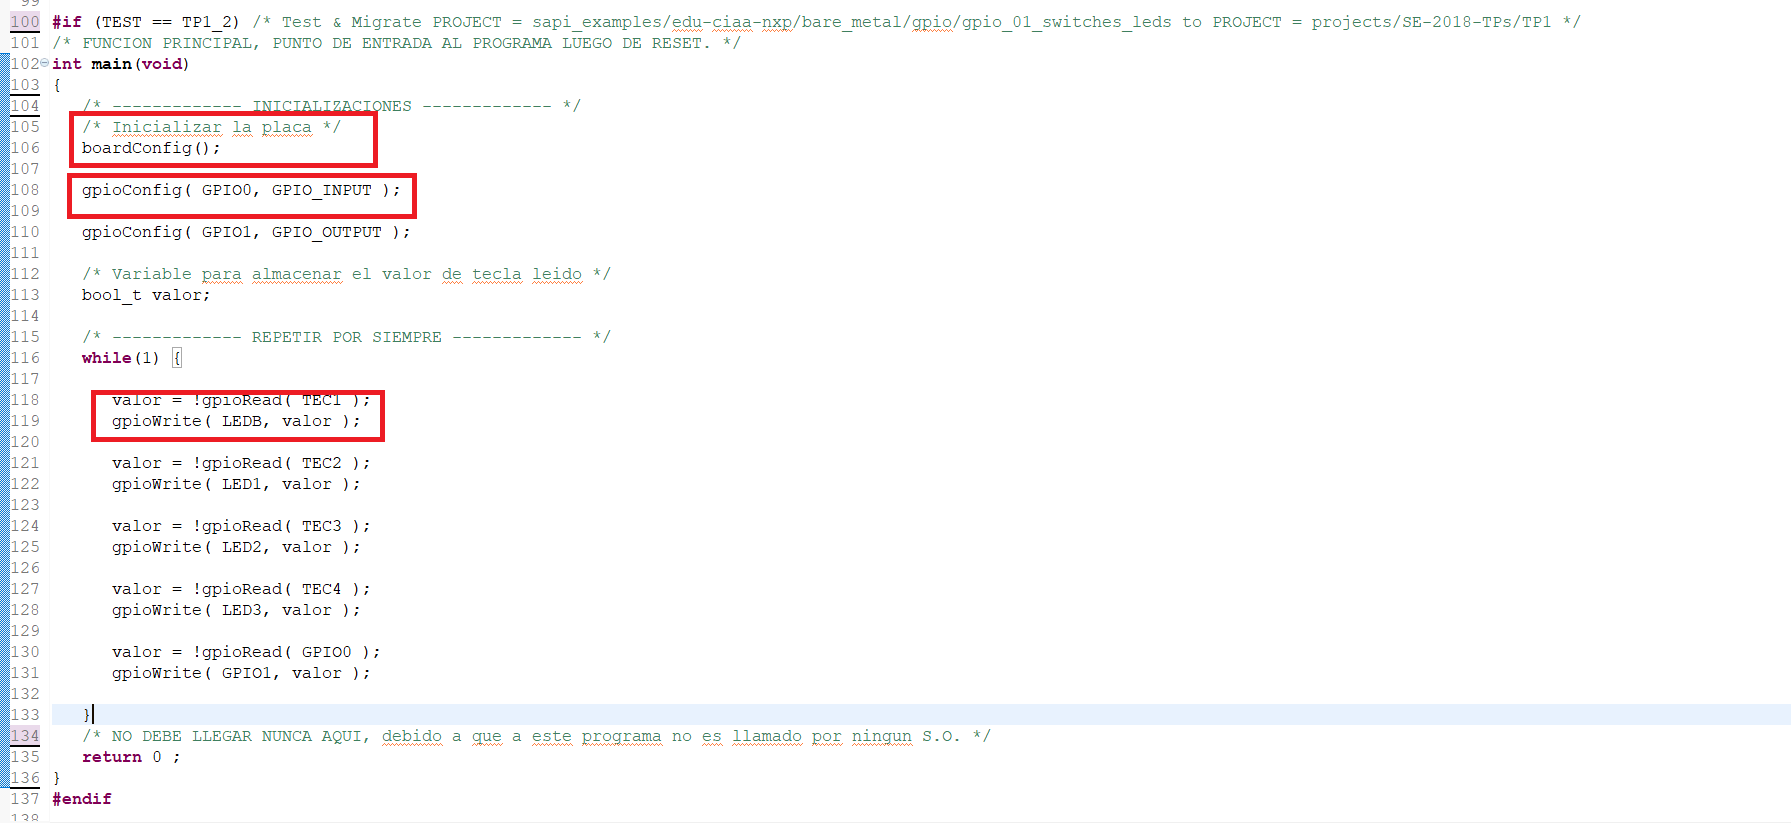 99
100 #if (TEST == TP1_2) /* Test & Migrate PROJECT = sapi_examples/edu-ciaa-nxp/bare_metal/gpio/gpio_01_switches_leds to PROJECT = projects/SE-2018-TPs/TP1 */
101 /* FUNCION PRINCIPAL, PUNTO DE ENTRADA AL PROGRAMA LUEGO DE RESET. */
102 int main(void)
103 {
104    /* ------------- INICIALIZACIONES ------------- */
105    /* Inicializar la placa */
106    boardConfig();
107
108    gpioConfig( GPIO0, GPIO_INPUT );
109
110    gpioConfig( GPIO1, GPIO_OUTPUT );
111
112    /* Variable para almacenar el valor de tecla leido */
113    bool_t valor;
114
115    /* ------------- REPETIR POR SIEMPRE ------------- */
116    while(1) {
117
118       valor = !gpioRead( TEC1 );
119       gpioWrite( LEDB, valor );
120
121       valor = !gpioRead( TEC2 );
122       gpioWrite( LED1, valor );
123
124       valor = !gpioRead( TEC3 );
125       gpioWrite( LED2, valor );
126
127       valor = !gpioRead( TEC4 );
128       gpioWrite( LED3, valor );
129
130       valor = !gpioRead( GPIO0 );
131       gpioWrite( GPIO1, valor );
132
133    }
134    /* NO DEBE LLEGAR NUNCA AQUI, debido a que a este programa no es llamado por ningun S.O. */
135    return 0 ;
136 }
137 #endif
138